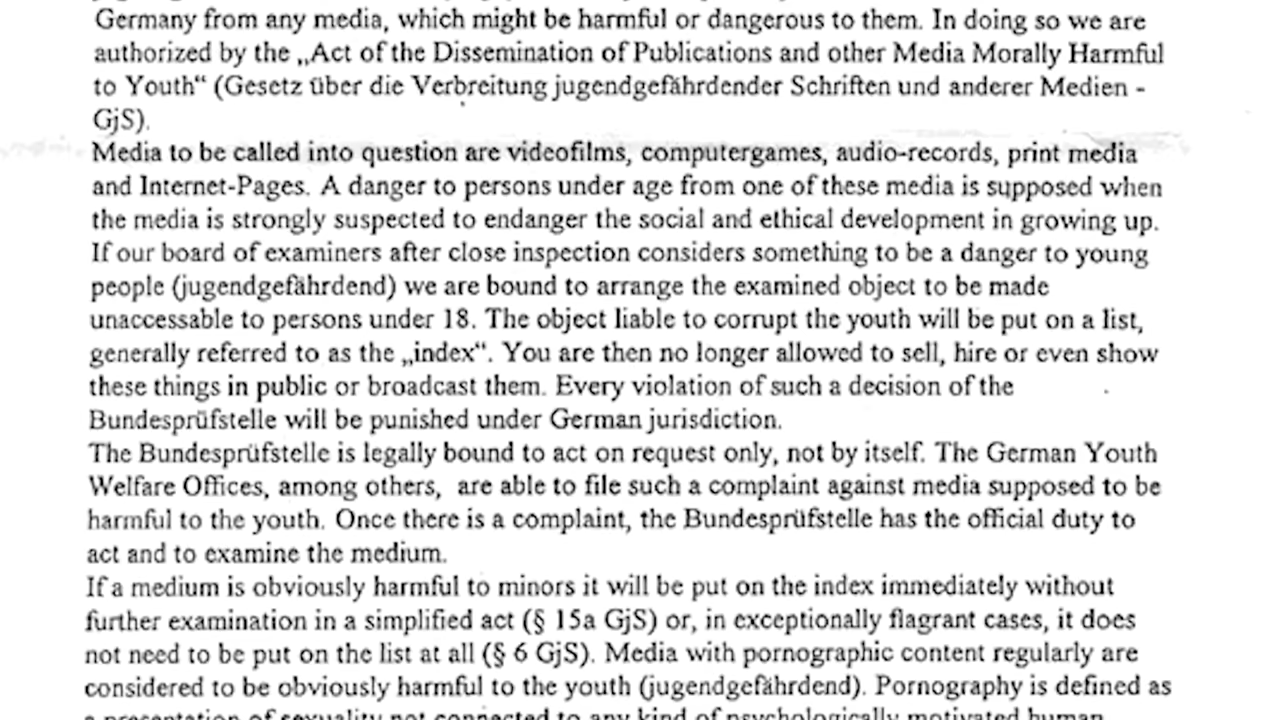 Germany from any media, which might be harmful or dangerous to them. In doing so we are
authorized by the „Act of the Dissemination of Publications and other Media Morally Harmful
to Youth“ (Gesetz über die Verbreitung jugendgefährdender Schriften und anderer Medien -
GjS).
Media to be called into question are videofilms, computergames, audio-records, print media
and Internet-Pages. A danger to persons under age from one of these media is supposed when
the media is strongly suspected to endanger the social and ethical development in growing up.
If our board of examiners after close inspection considers something to be a danger to young
people (jugendgefährdend) we are bound to arrange the examined object to be made
unaccessable to persons under 18. The object liable to corrupt the youth will be put on a list,
generally referred to as the „index“. You are then no longer allowed to sell, hire or even show
these things in public or broadcast them. Every violation of such a decision of the
Bundesprüfstelle will be punished under German jurisdiction.
The Bundesprüfstelle is legally bound to act on request only, not by itself. The German Youth
Welfare Offices, among others, are able to file such a complaint against media supposed to be
harmful to the youth. Once there is a complaint, the Bundesprüfstelle has the official duty to
act and to examine the medium.
If a medium is obviously harmful to minors it will be put on the index immediately without
further examination in a simplified act (§ 15a GjS) or, in exceptionally flagrant cases, it does
not need to be put on the list at all (§ 6 GjS). Media with pornographic content regularly are
considered to be obviously harmful to the youth (jugendgefährdend). Pornography is defined as
a presentation of sexuality not connected to any kind of psychologically motivated human